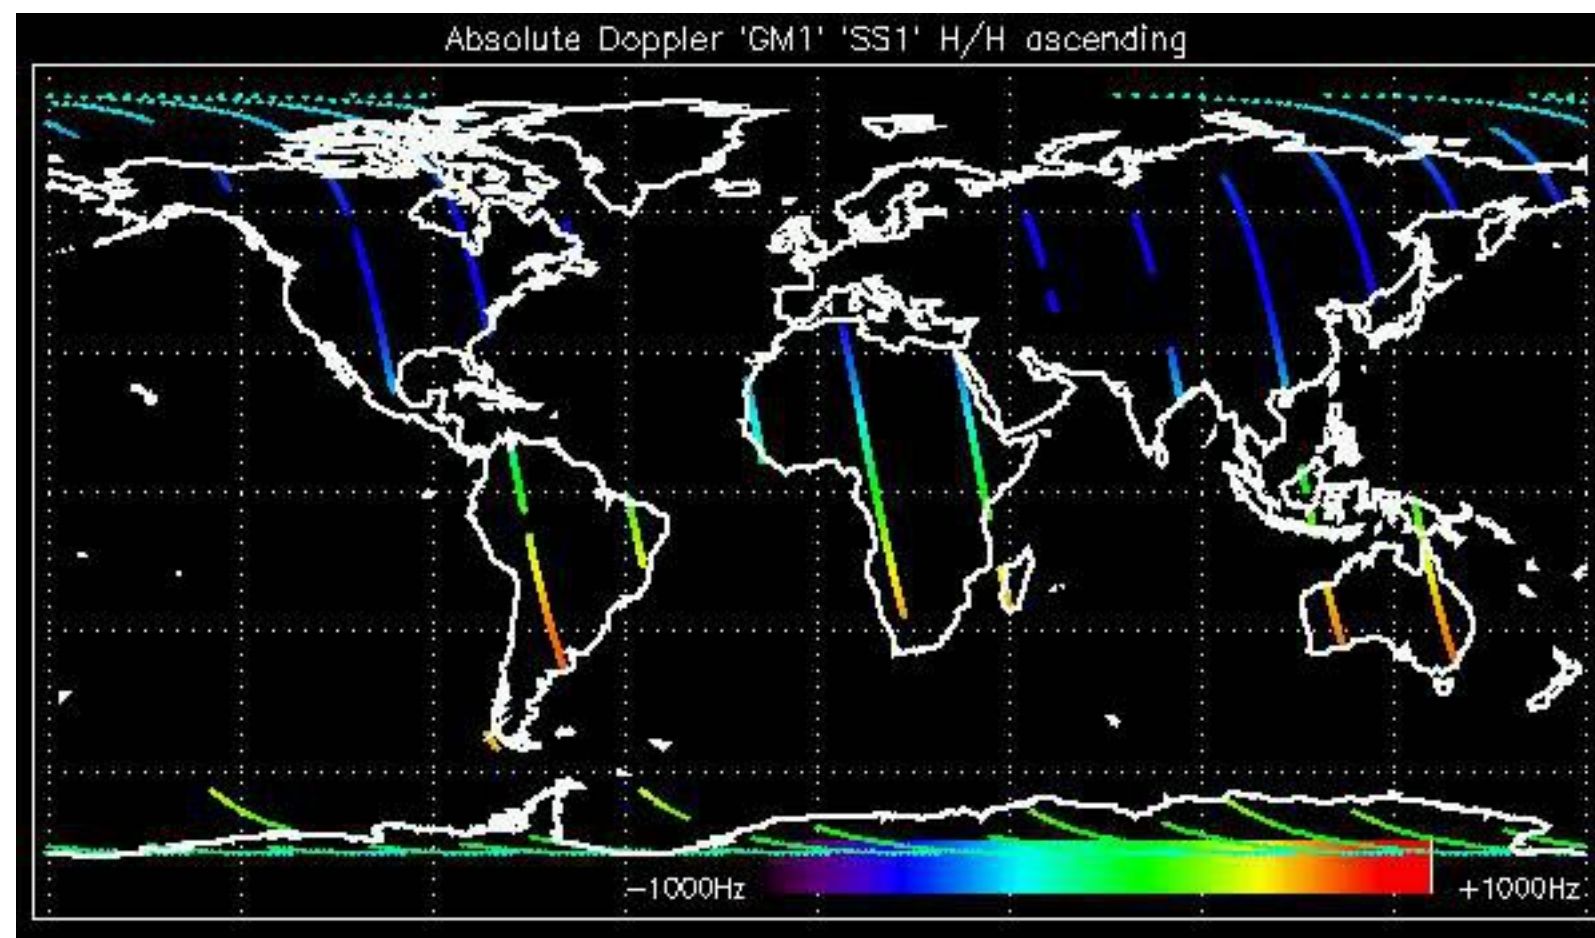 Absolute Doppler 'GM1' 'SS1' H/H ascending
-1000Hz +1000Hz